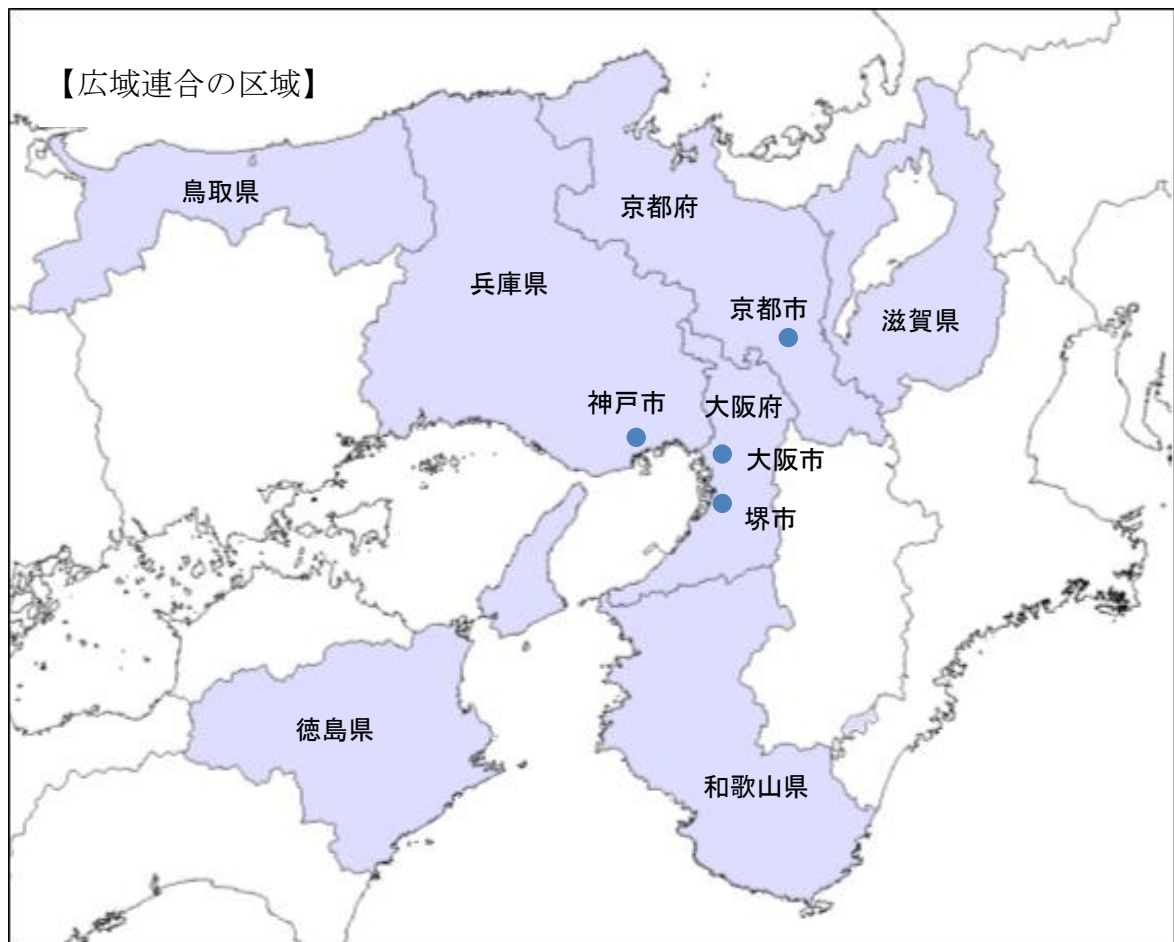 【広域連合の区域】
鳥取県
京都府
兵庫県
京都市
滋賀県
神戸市
大阪府
大阪市
堺市
徳島県
和歌山県